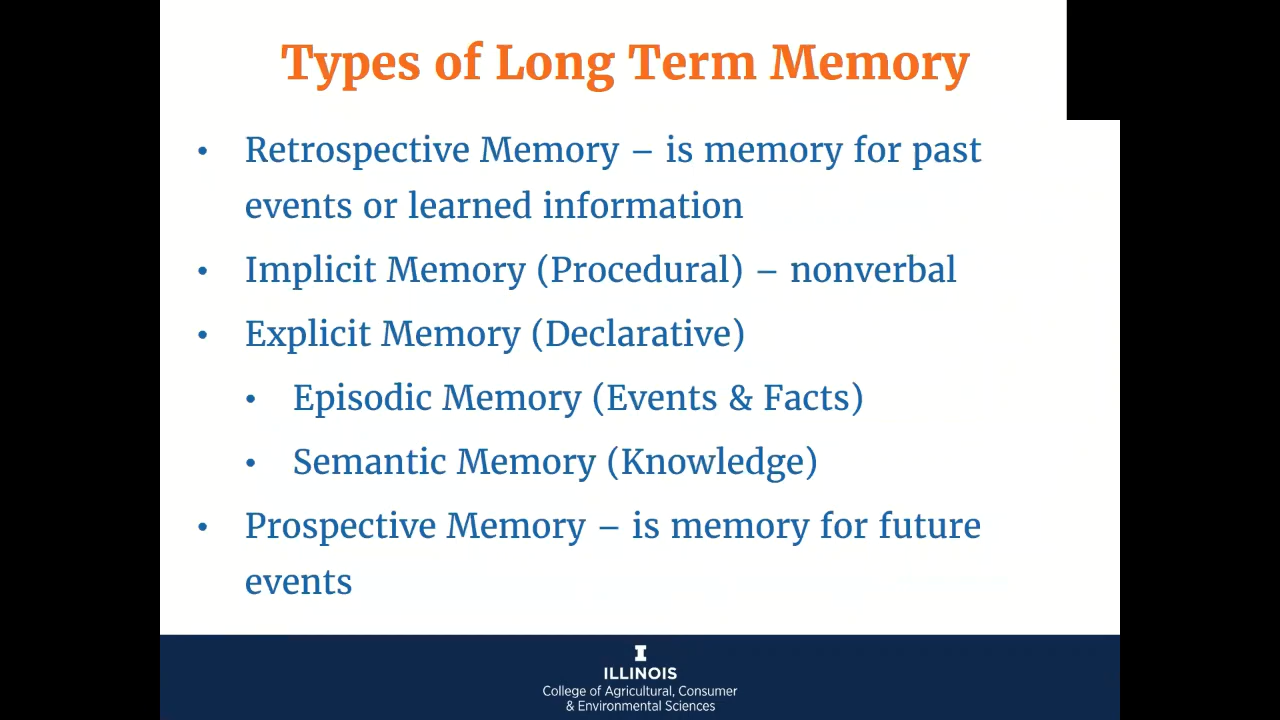 Types of Long Term Memory
• Retrospective Memory – is memory for past
events or learned information
• Implicit Memory (Procedural) – nonverbal
• Explicit Memory (Declarative)
• Episodic Memory (Events & Facts)
• Semantic Memory (Knowledge)
• Prospective Memory – is memory for future
events
I
ILLINOIS
College of Agricultural, Consumer
& Environmental Sciences